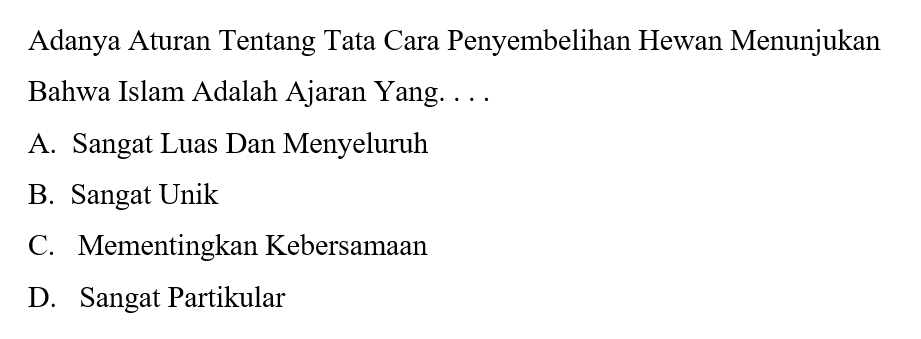 Adanya Aturan Tentang Tata Cara Penyembelihan Hewan Menunjukan
Bahwa Islam Adalah Ajaran Yang. . . .
A. Sangat Luas Dan Menyeluruh
B. Sangat Unik
C. Mementingkan Kebersamaan
D. Sangat Partikular